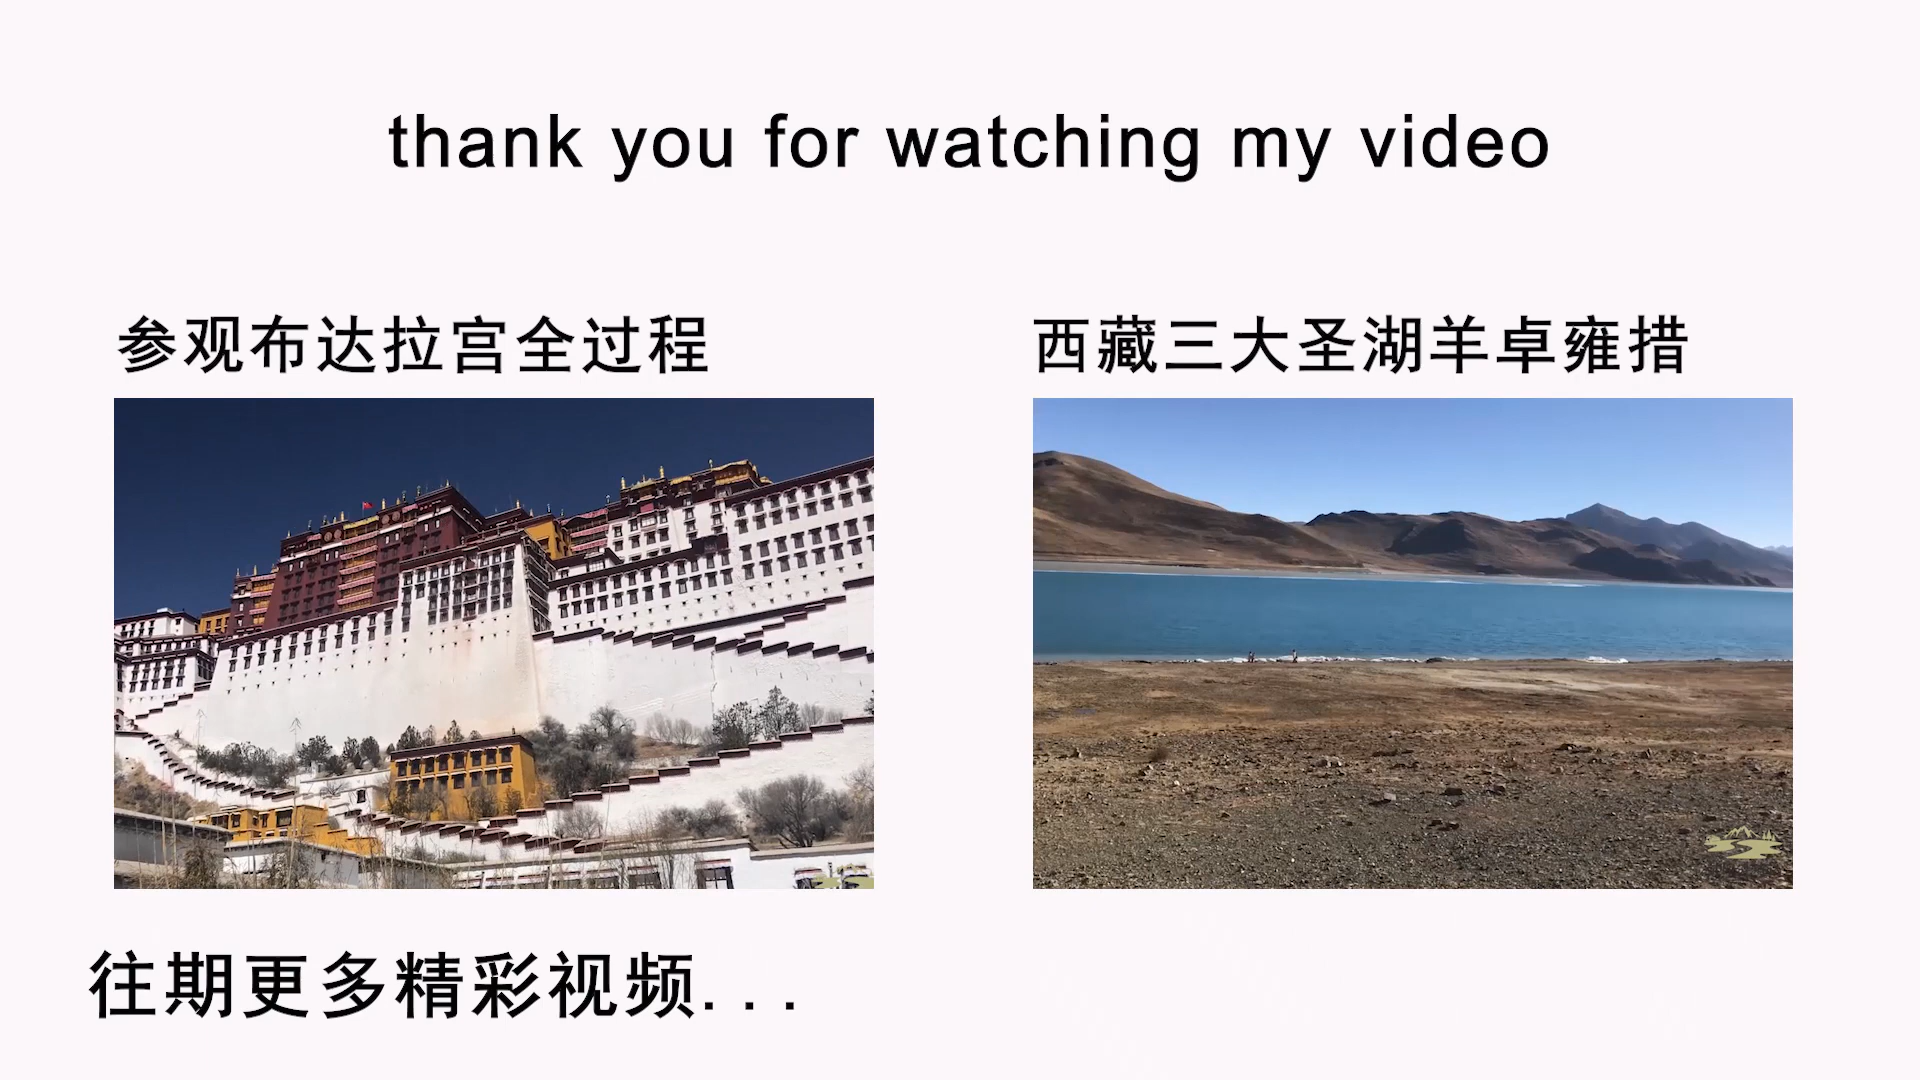 thank you for watching my video
参观布达拉宫全过程
西藏三大圣湖羊卓雍措
往期更多精彩视频...